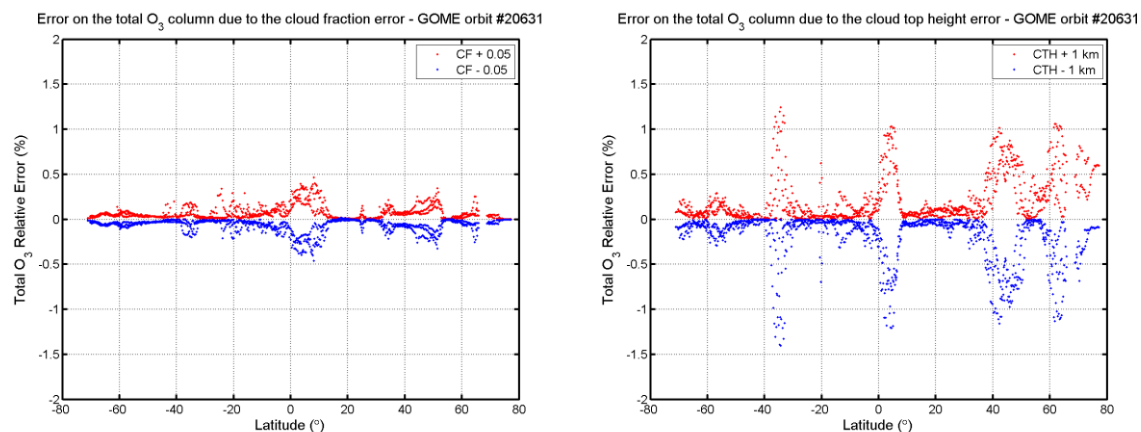 Error on the total O3 column due to the cloud fraction error - GOME orbit #20631
2
1.5
1
0.5
0
-0.5
-1
-1.5
-2
Total O3 Relative Error (%)
CF + 0.05
CF - 0.05
-80 -60 -40 -20 0 20 40 60 80
Latitude (°)
Error on the total O3 column due to the cloud top height error - GOME orbit #20631
2
1.5
1
0.5
0
-0.5
-1
-1.5
-2
Total O3 Relative Error (%)
CTH + 1 km
CTH - 1 km
-80 -60 -40 -20 0 20 40 60 80
Latitude (°)